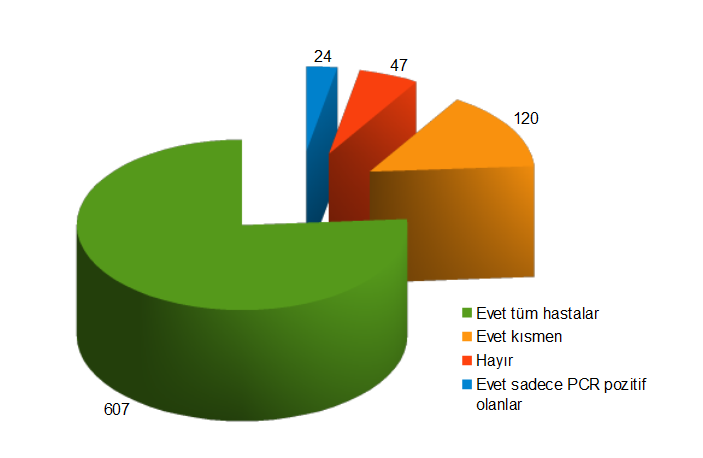 24
47
120
607
Evet tüm hastalar
Evet kısmen
Hayır
Evet sadece PCR pozitif
olanlar